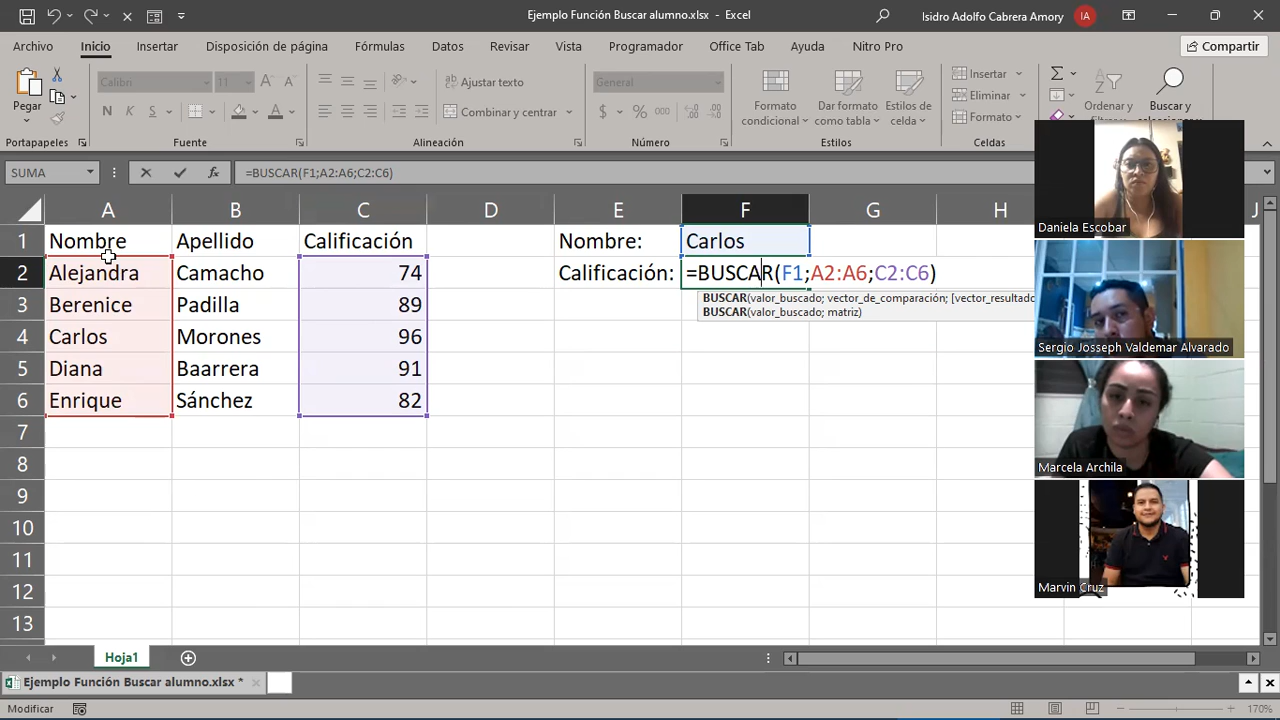 Ejemplo Función Buscar alumno.xlsx - Excel
Isidro Adolfo Cabrera Amory
IA
Archivo Inicio Insertar Disposición de página Fórmulas Datos Revisar Vista Programador Office Tab Ayuda Nitro Pro
Compartir
Pegar
Calibri 11
N K S
Ajustar texto
Combinar y centrar
General
$ % 000
Formato condicional
Dar formato como tabla
Estilos de celda
Insertar
Eliminar
Formato
Ordenar y
Buscar y
Portapapeles Fuente Alineación Número Estilos Celdas
SUMA
fx
=BUSCAR(F1;A2:A6;C2:C6)
A B C D E F G H J
1 Nombre Apellido Calificación Nombre: Carlos
2 Alejandra Camacho 74 Calificación: =BUSCAR(F1;A2:A6;C2:C6)
BUSCAR(valor_buscado; vector_de_comparación; [vector_resultado
BUSCAR(valor_buscado; matriz)
3 Berenice Padilla 89
4 Carlos Morones 96
5 Diana Baarrera 91
6 Enrique Sánchez 82
7
8
9
10
11
12
13
Daniela Escobar
Sergio Josseph Valdemar Alvarado
Marcela Archila
Marvin Cruz
Hoja1
Ejemplo Función Buscar alumno.xlsx *
Modificar
170%